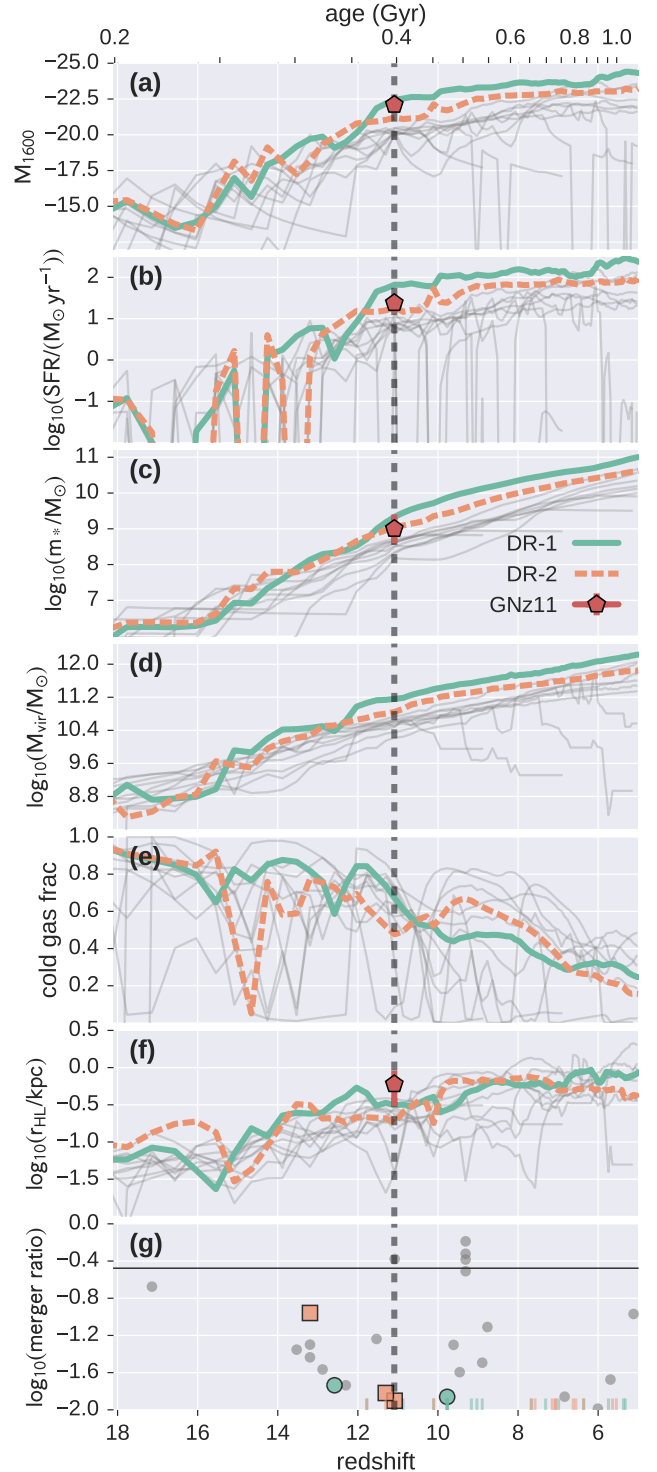 age (Gyr)
0.2 0.4 0.6 0.8 1.0
(a)
M1600
−25.0
−22.5
−20.0
−17.5
−15.0
(b)
log10(SFR/(M⊙ yr−1))
2
1
0
−1
(c)
log10(m*/M⊙)
11
10
9
8
7
DR-1
DR-2
GNz11
(d)
log10(Mvir/M⊙)
12.0
11.2
10.4
9.6
8.8
(e)
cold gas frac
1.0
0.8
0.6
0.4
0.2
(f)
log10(rHL/kpc)
0.5
0.0
−0.5
−1.0
−1.5
(g)
log10(merger ratio)
0.0
−0.4
−0.8
−1.2
−1.6
−2.0
18 16 14 12 10 8 6
redshift